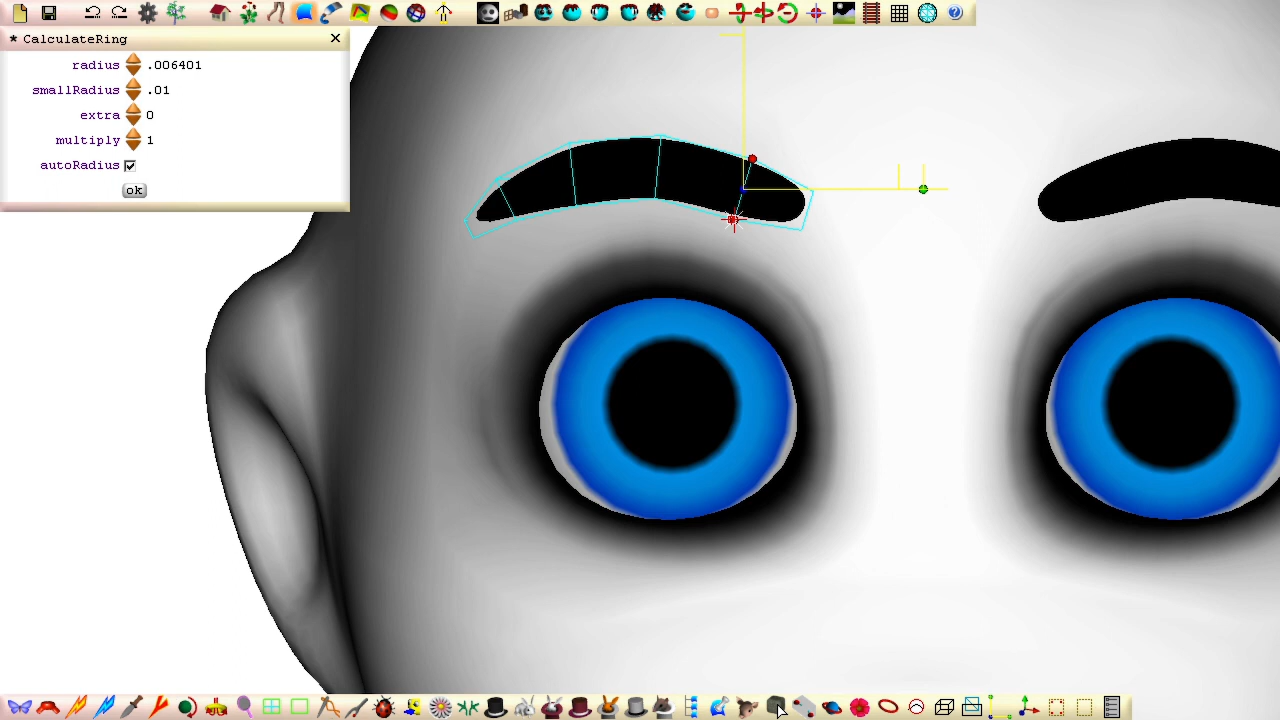 * CalculateRing
radius .006401
smallRadius .01
extra 0
multiply 1
autoRadius
ok